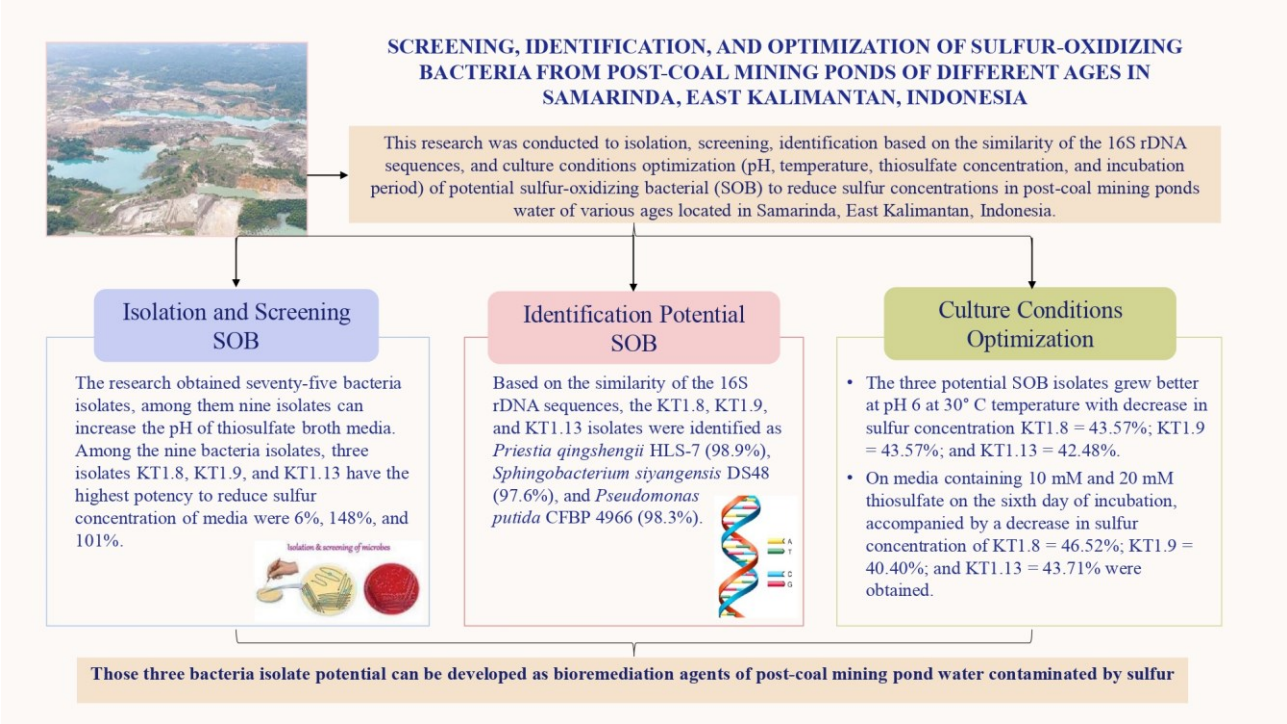 SCREENING, IDENTIFICATION, AND OPTIMIZATION OF SULFUR-OXIDIZING
BACTERIA FROM POST-COAL MINING PONDS OF DIFFERENT AGES IN
SAMARINDA, EAST KALIMANTAN, INDONESIA
This research was conducted to isolation, screening, identification based on the similarity of the 16S rDNA
sequences, and culture conditions optimization (pH, temperature, thiosulfate concentration, and incubation
period) of potential sulfur-oxidizing bacterial (SOB) to reduce sulfur concentrations in post-coal mining ponds
water of various ages located in Samarinda, East Kalimantan, Indonesia.
Isolation and Screening
SOB
The research obtained seventy-five bacteria
isolates, among them nine isolates can
increase the pH of thiosulfate broth media.
Among the nine bacteria isolates, three
isolates KT1.8, KT1.9, and KT1.13 have the
highest potency to reduce sulfur
concentration of media were 6%, 148%, and
101%.
Isolation & screening of microbes
Identification Potential
SOB
Based on the similarity of the 16S
rDNA sequences, the KT1.8, KT1.9,
and KT1.13 isolates were identified as
Priestia qingshengii HLS-7 (98.9%),
Sphingobacterium siyangensis DS48
(97.6%), and Pseudomonas
putida CFBP 4966 (98.3%).
A
T
C
G
Culture Conditions
Optimization
• The three potential SOB isolates grew better
at pH 6 at 30° C temperature with decrease in
sulfur concentration KT1.8 = 43.57%; KT1.9
= 43.57%; and KT1.13 = 42.48%.
• On media containing 10 mM and 20 mM
thiosulfate on the sixth day of incubation,
accompanied by a decrease in sulfur
concentration of KT1.8 = 46.52%; KT1.9 =
40.40%; and KT1.13 = 43.71% were
obtained.
Those three bacteria isolate potential can be developed as bioremediation agents of post-coal mining pond water contaminated by sulfur